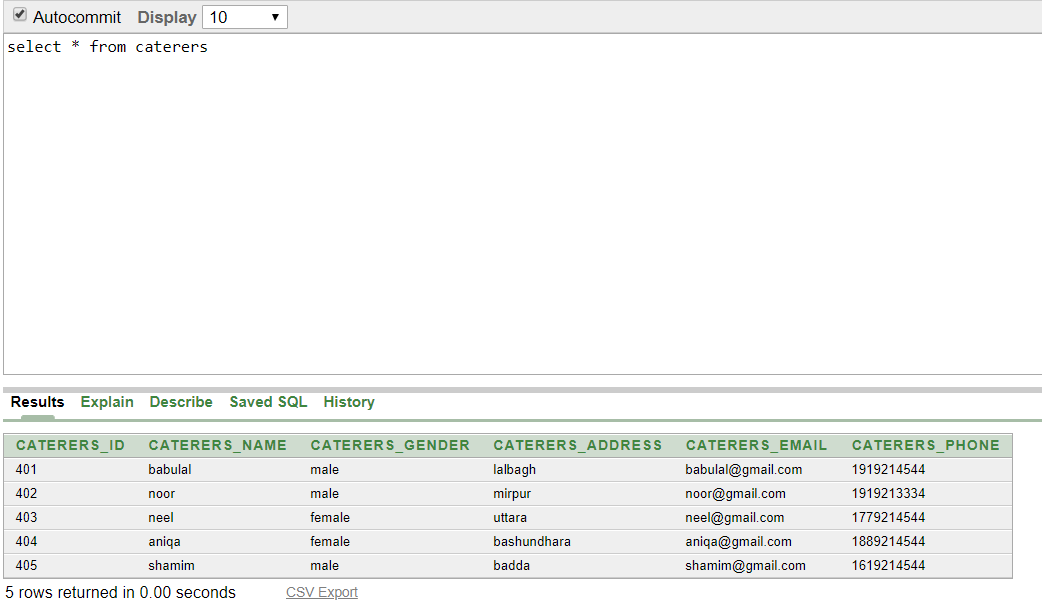 Autocommit Display 10
select * from caterers
Results Explain Describe Saved SQL History
CATERERS_ID CATERERS_NAME CATERERS_GENDER CATERERS_ADDRESS CATERERS_EMAIL CATERERS_PHONE
401 babulal male lalbagh babulal@gmail.com 1919214544
402 noor male mirpur noor@gmail.com 1919213334
403 neel female uttara neel@gmail.com 1779214544
404 aniqa female bashundhara aniqa@gmail.com 1889214544
405 shamim male badda shamim@gmail.com 1619214544
5 rows returned in 0.00 seconds CSV Export